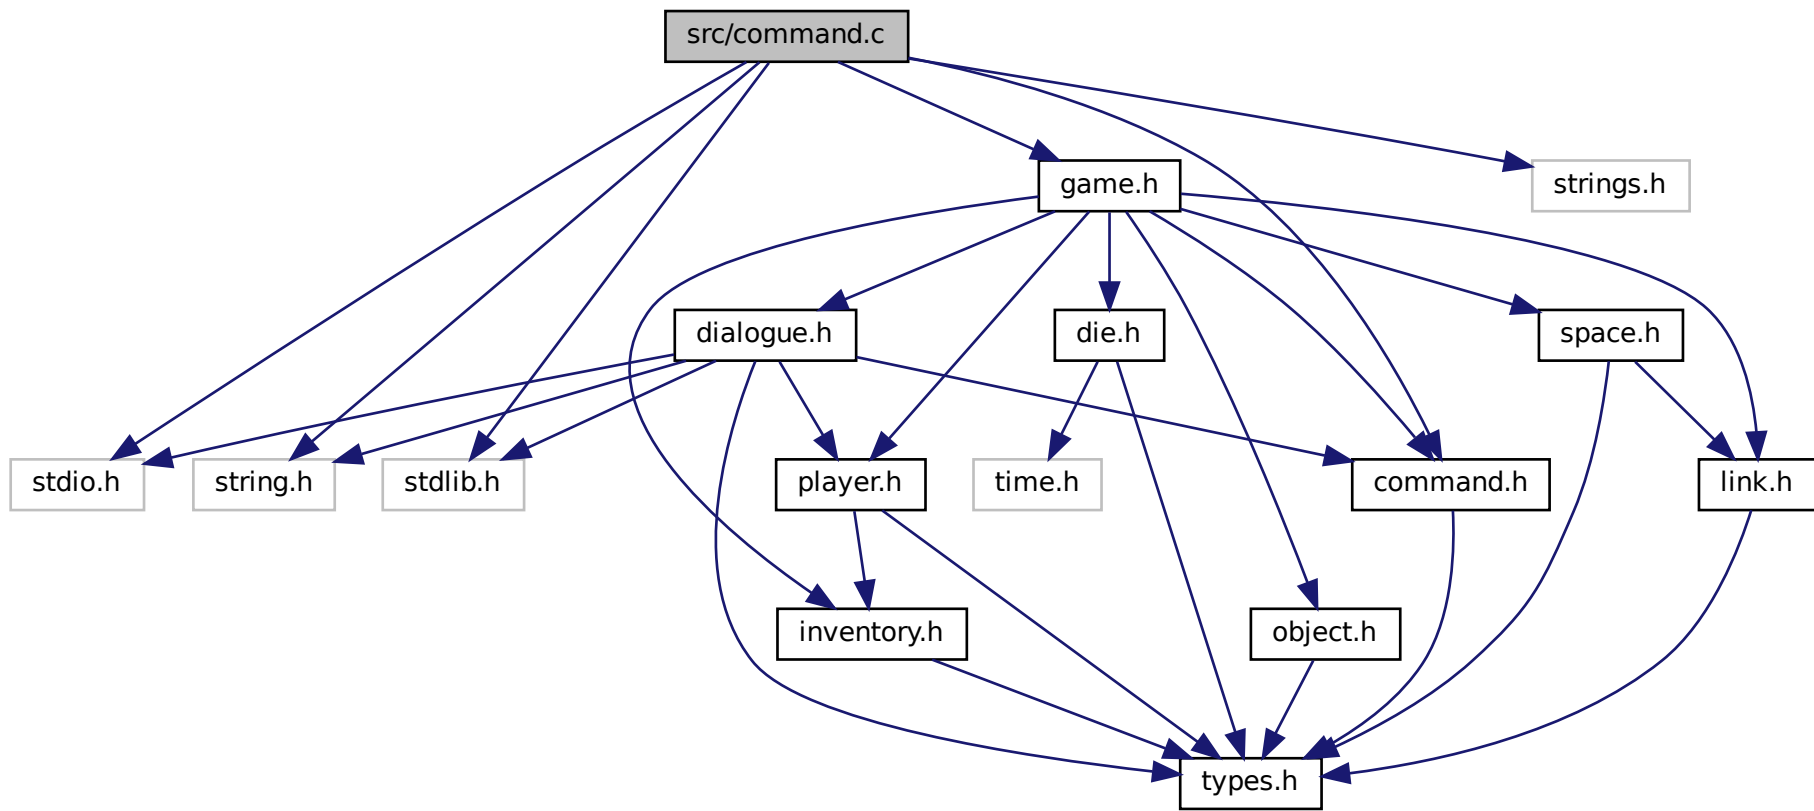 src/command.c
game.h
strings.h
dialogue.h
die.h
space.h
stdio.h
string.h
stdlib.h
player.h
time.h
command.h
link.h
inventory.h
object.h
types.h